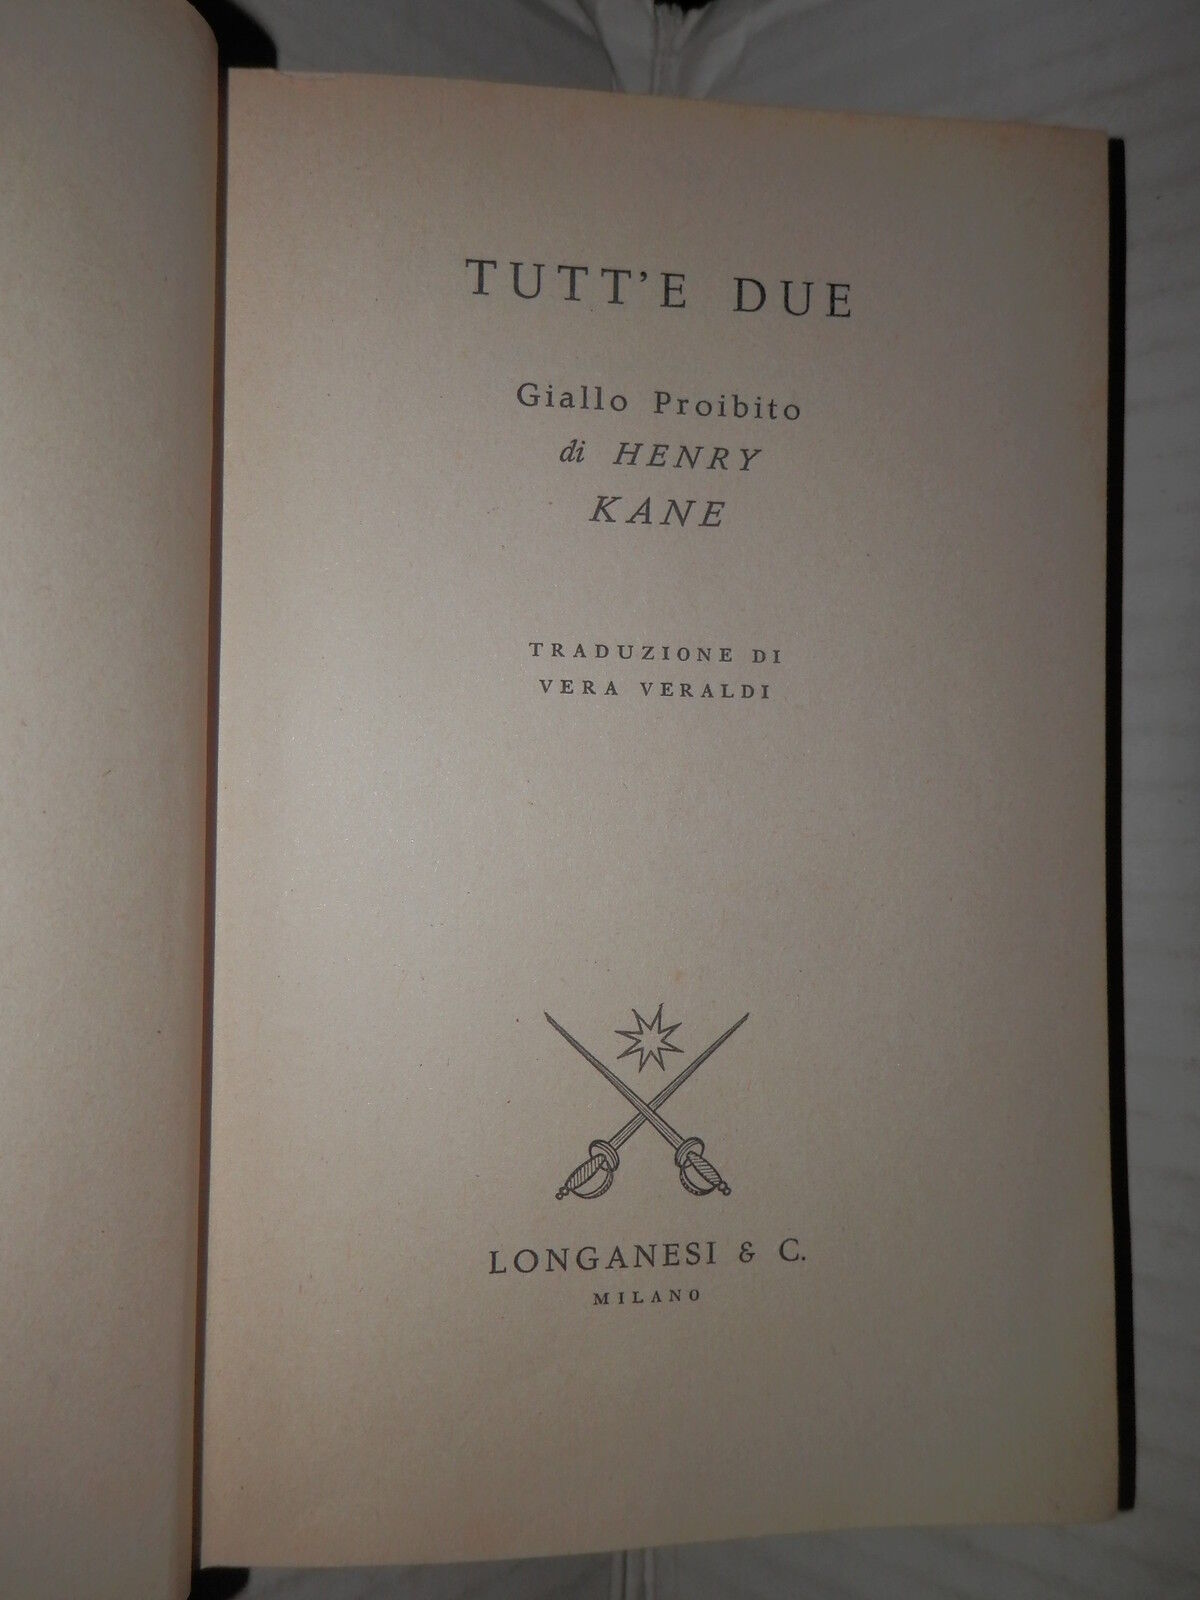 TUTT'E DUE
Giallo Proibito
di HENRY
KANE
TRADUZIONE DI
VERA VERALDI
LONGANESI & C.
MILANO